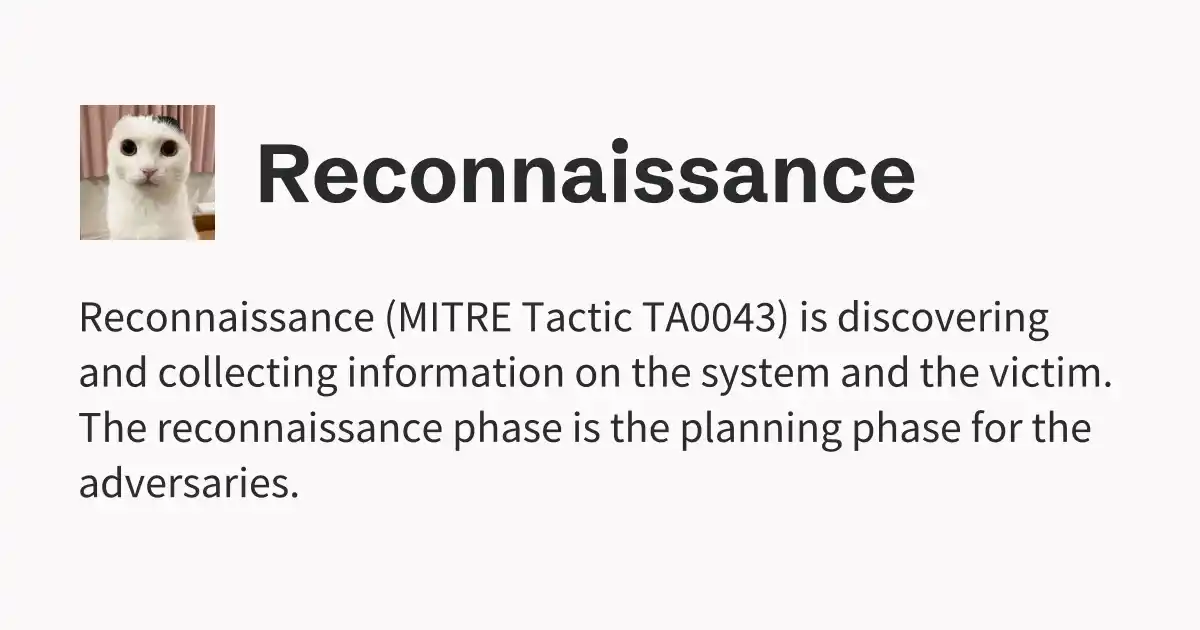 Reconnaissance
Reconnaissance (MITRE Tactic TA0043) is discovering
and collecting information on the system and the victim.
The reconnaissance phase is the planning phase for the
adversaries.